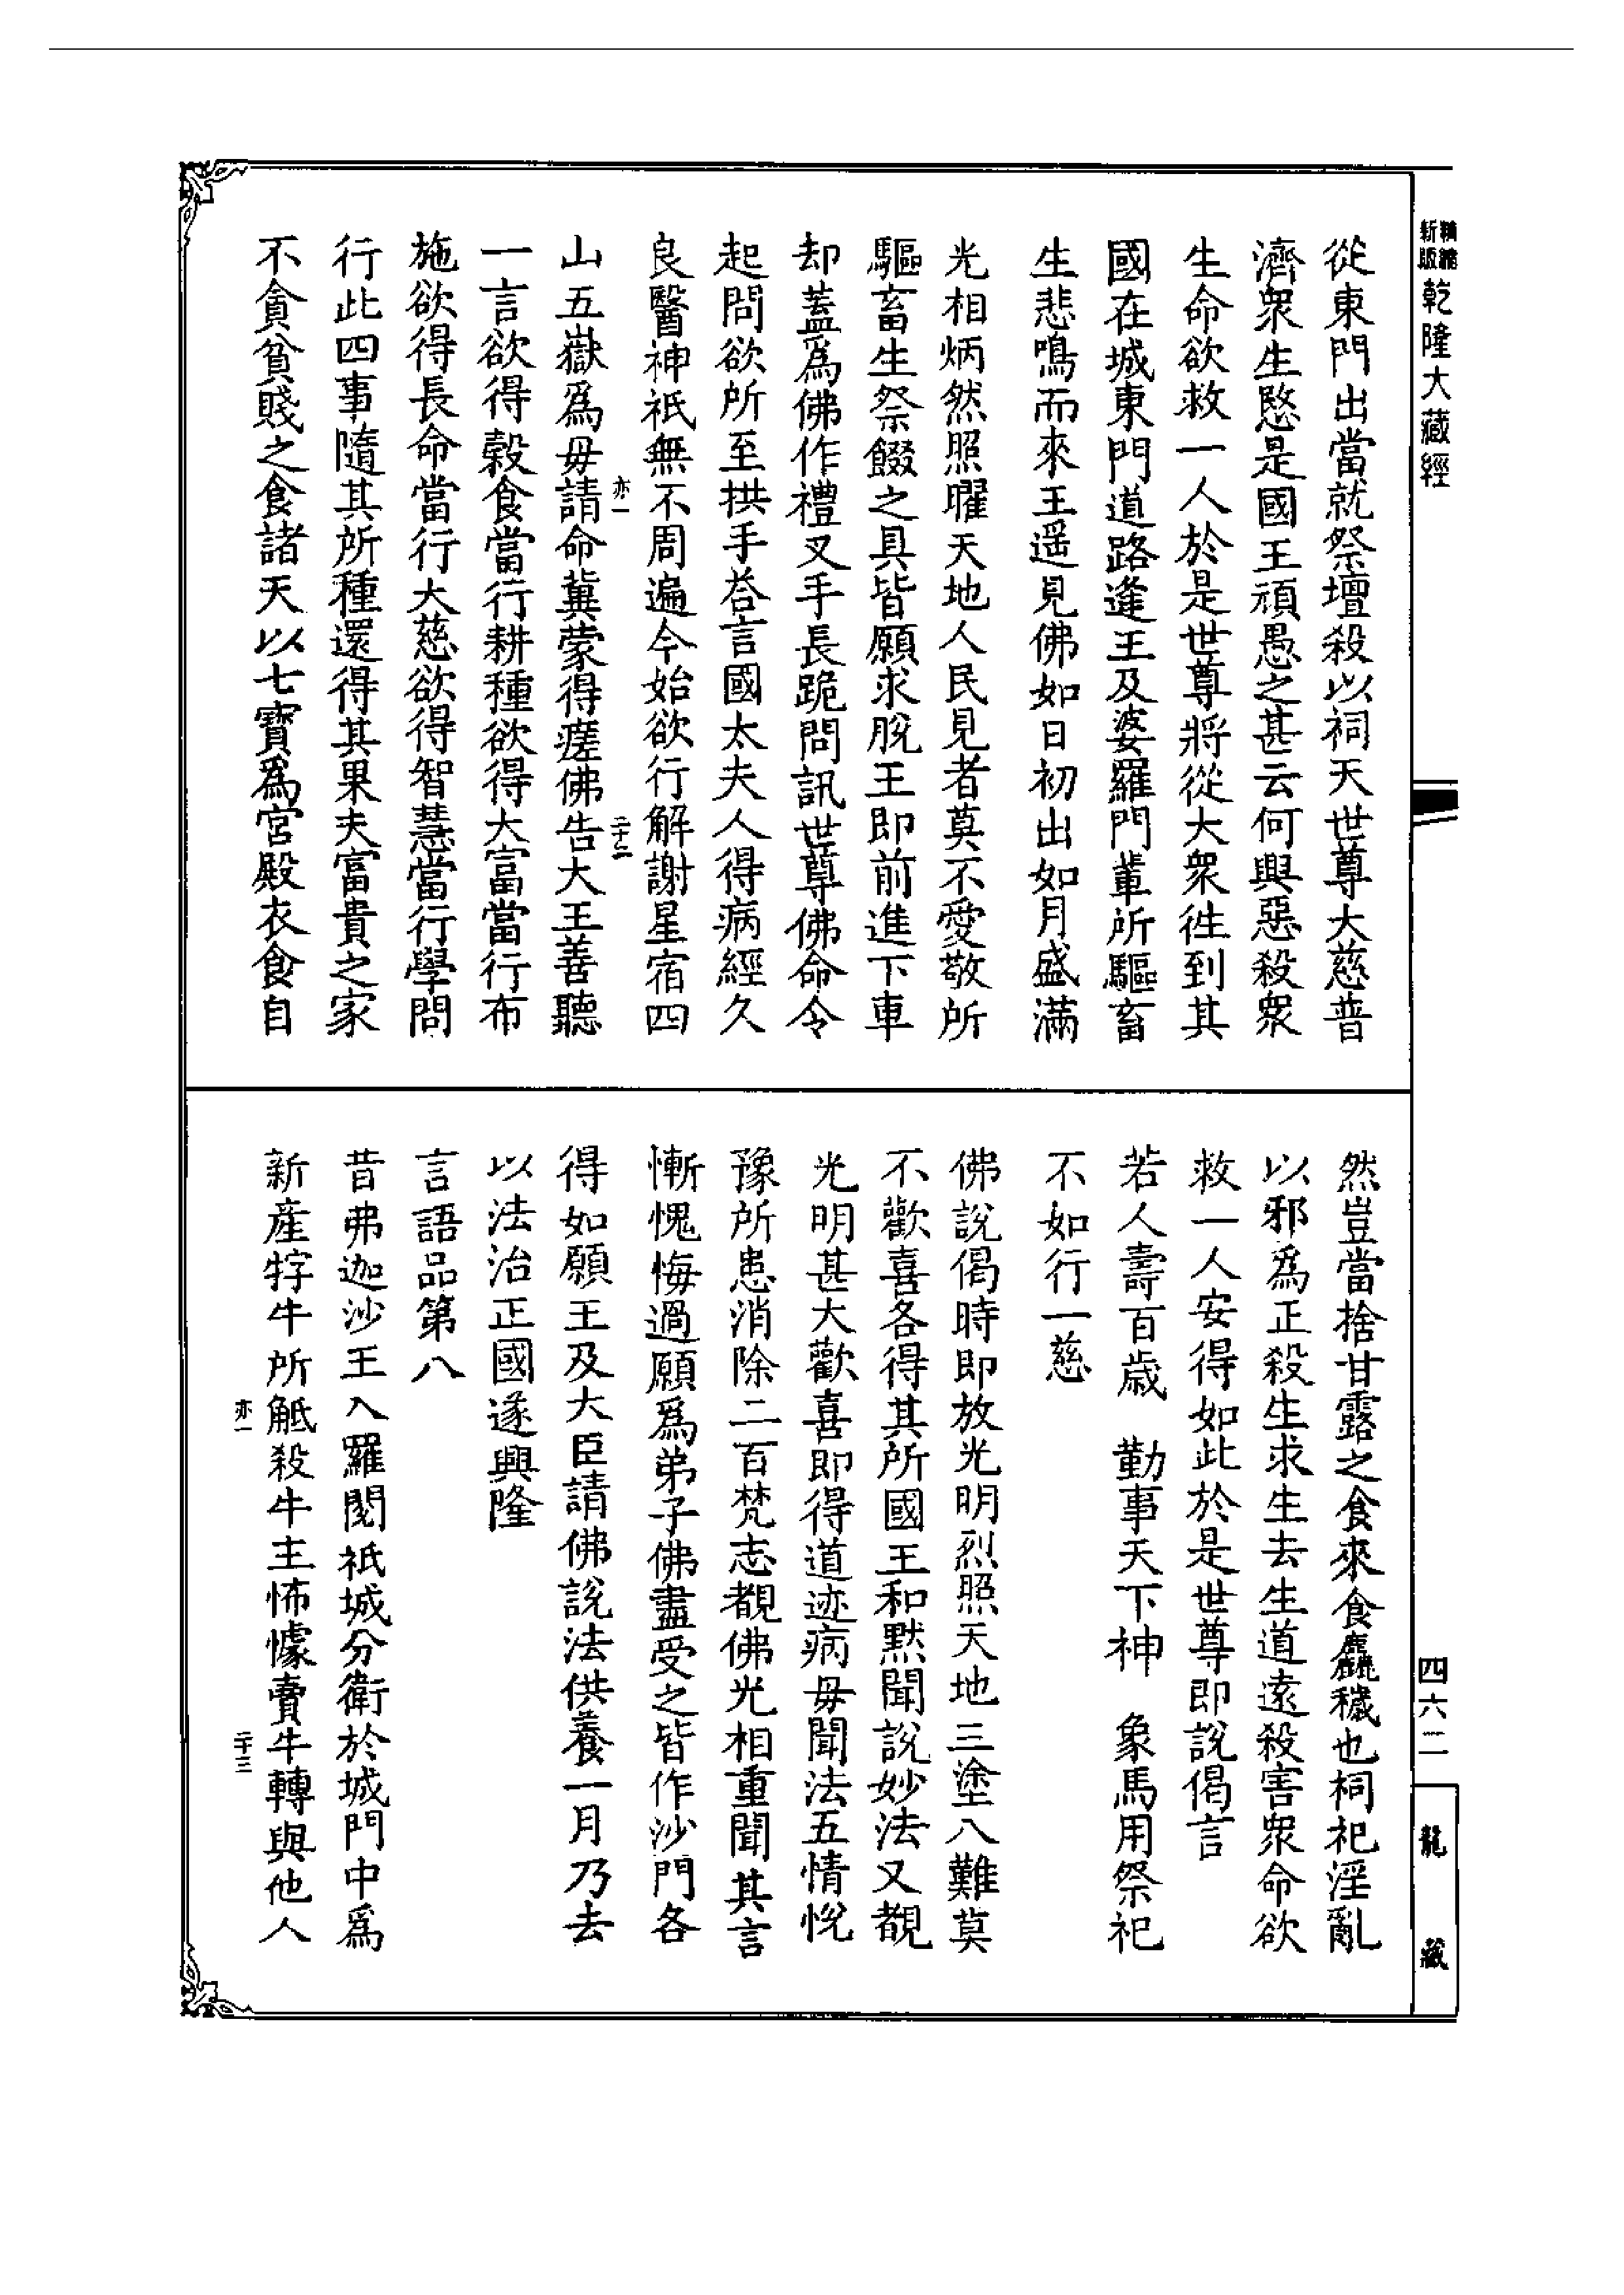 新版
精縮
乾隆大藏經
四六二
龍藏
從東門出當就祭壇殺以祠天世尊大慈普
濟衆生愍是國王頑愚之甚云何興惡殺衆
生命欲救一人於是世尊將從大衆徃到其
國在城東門道路逢王及婆羅門輩所驅畜
生悲鳴而來王遥見佛如日初出如月盛滿
光相炳然照曜天地人民見者莫不愛敬所
驅畜生祭餟之具皆願求脫王即前進下車
却蓋爲佛作禮叉手長跪問訊世尊佛命令
起問欲所至拱手荅言國太夫人得病經久
良醫神祇無不周遍今始欲行解謝星宿四
山五嶽爲毋請命冀蒙得瘥佛告大王善聽
亦一
二十二
一言欲得穀食當行耕種欲得大富當行布
施欲得長命當行大慈欲得智慧當行學問
行此四事隨其所種還得其果夫富貴之家
不貪貧賤之食諸天以七寶爲宮殿衣食自
然豈當捨甘露之食來食麤穢也祠祀淫亂
以邪爲正殺生求生去生道遠殺害衆命欲
救一人安得如此於是世尊即說偈言
若人壽百歲　勤事天下神　象馬用祭祀
不如行一慈
佛說偈時即放光明烈照天地三塗八難莫
不歡喜各得其所國王和默聞說妙法又覩
光明甚大歡喜即得道迹病毋聞法五情悅
豫所患消除二百梵志覩佛光相重聞其言
慚愧悔過願爲弟子佛盡受之皆作沙門各
得如願王及大臣請佛說法供養一月乃去
以法治正國遂興隆
言語品第八
昔弗迦沙王入羅閱祇城分衛於城門中爲
新產牸牛所觝殺牛主怖懅賣牛轉與他人
亦一
二十三